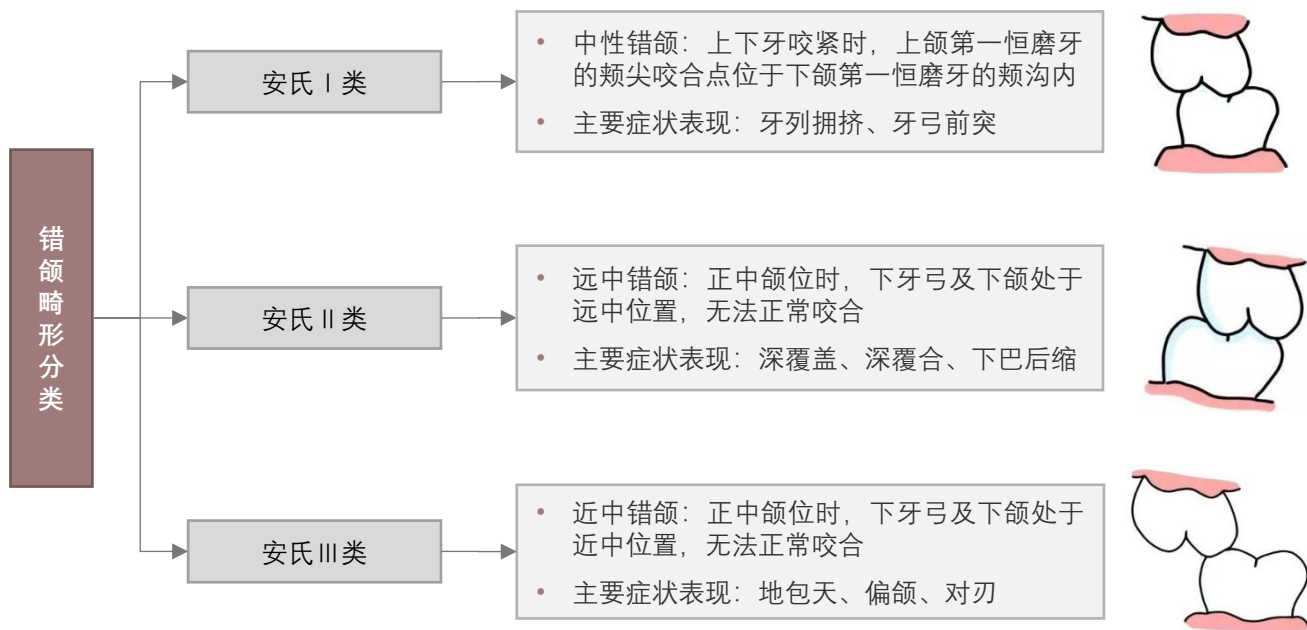 错颌畸形分类
安氏Ⅰ类
• 中性错颌：上下牙咬紧时，上颌第一恒磨牙
的颊尖咬合点位于下颌第一恒磨牙的颊沟内
• 主要症状表现：牙列拥挤、牙弓前突
安氏Ⅱ类
• 远中错颌：正中颌位时，下牙弓及下颌处于
远中位置，无法正常咬合
• 主要症状表现：深覆盖、深覆合、下巴后缩
安氏Ⅲ类
• 近中错颌：正中颌位时，下牙弓及下颌处于
近中位置，无法正常咬合
• 主要症状表现：地包天、偏颌、对刃